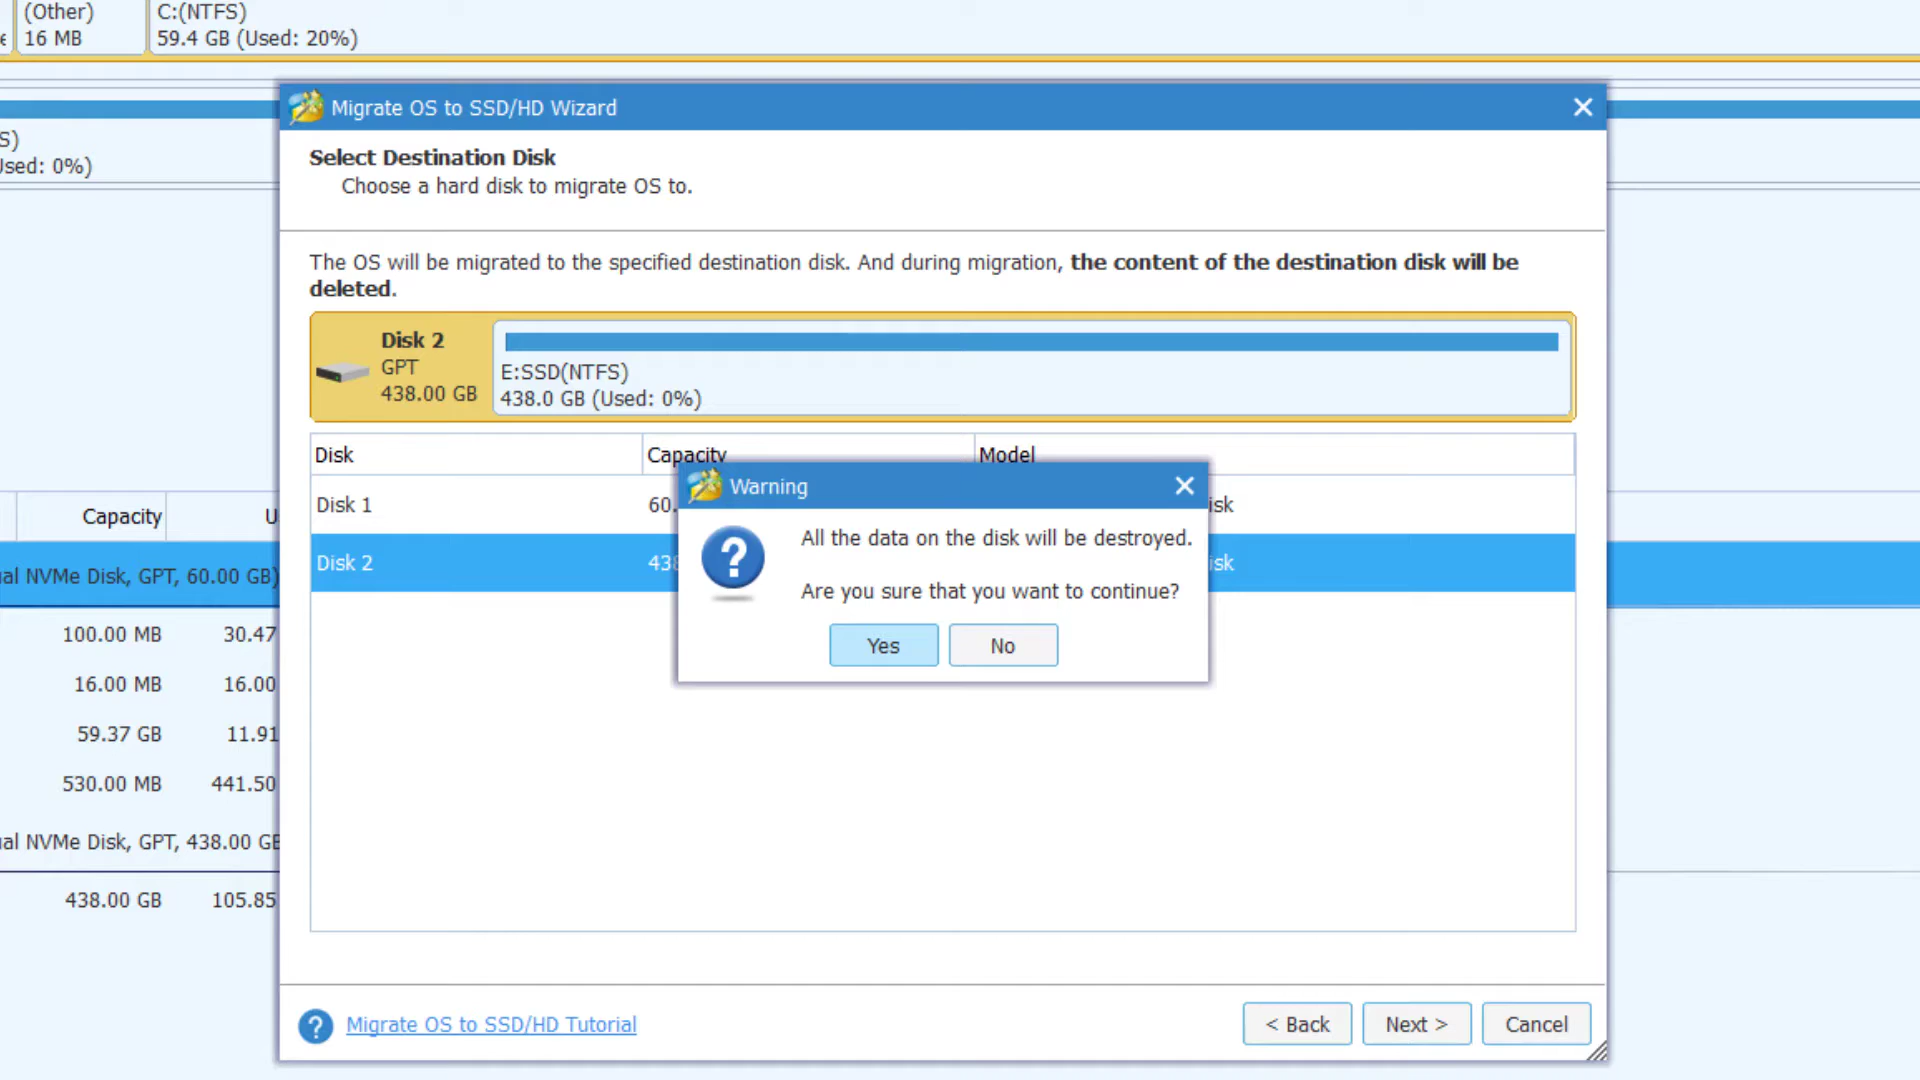 (Other)
16 MB
C:(NTFS)
59.4 GB (Used: 20%)
Used: 0%)
Capacity
NVMe Disk, GPT, 60.00 GB)
100.00 MB 30.47
16.00 MB 16.00
59.37 GB 11.91
530.00 MB 441.50
NVMe Disk, GPT, 438.00 GB
438.00 GB 105.85
Migrate OS to SSD/HD Wizard
Select Destination Disk
Choose a hard disk to migrate OS to.
The OS will be migrated to the specified destination disk. And during migration, the content of the destination disk will be
deleted.
Disk 2
GPT
438.00 GB
E:SSD(NTFS)
438.0 GB (Used: 0%)
Disk Capacity Model
Disk 1 60.
Disk 2 438
Warning
All the data on the disk will be destroyed.
Are you sure that you want to continue?
Yes No
Migrate OS to SSD/HD Tutorial
< Back Next > Cancel